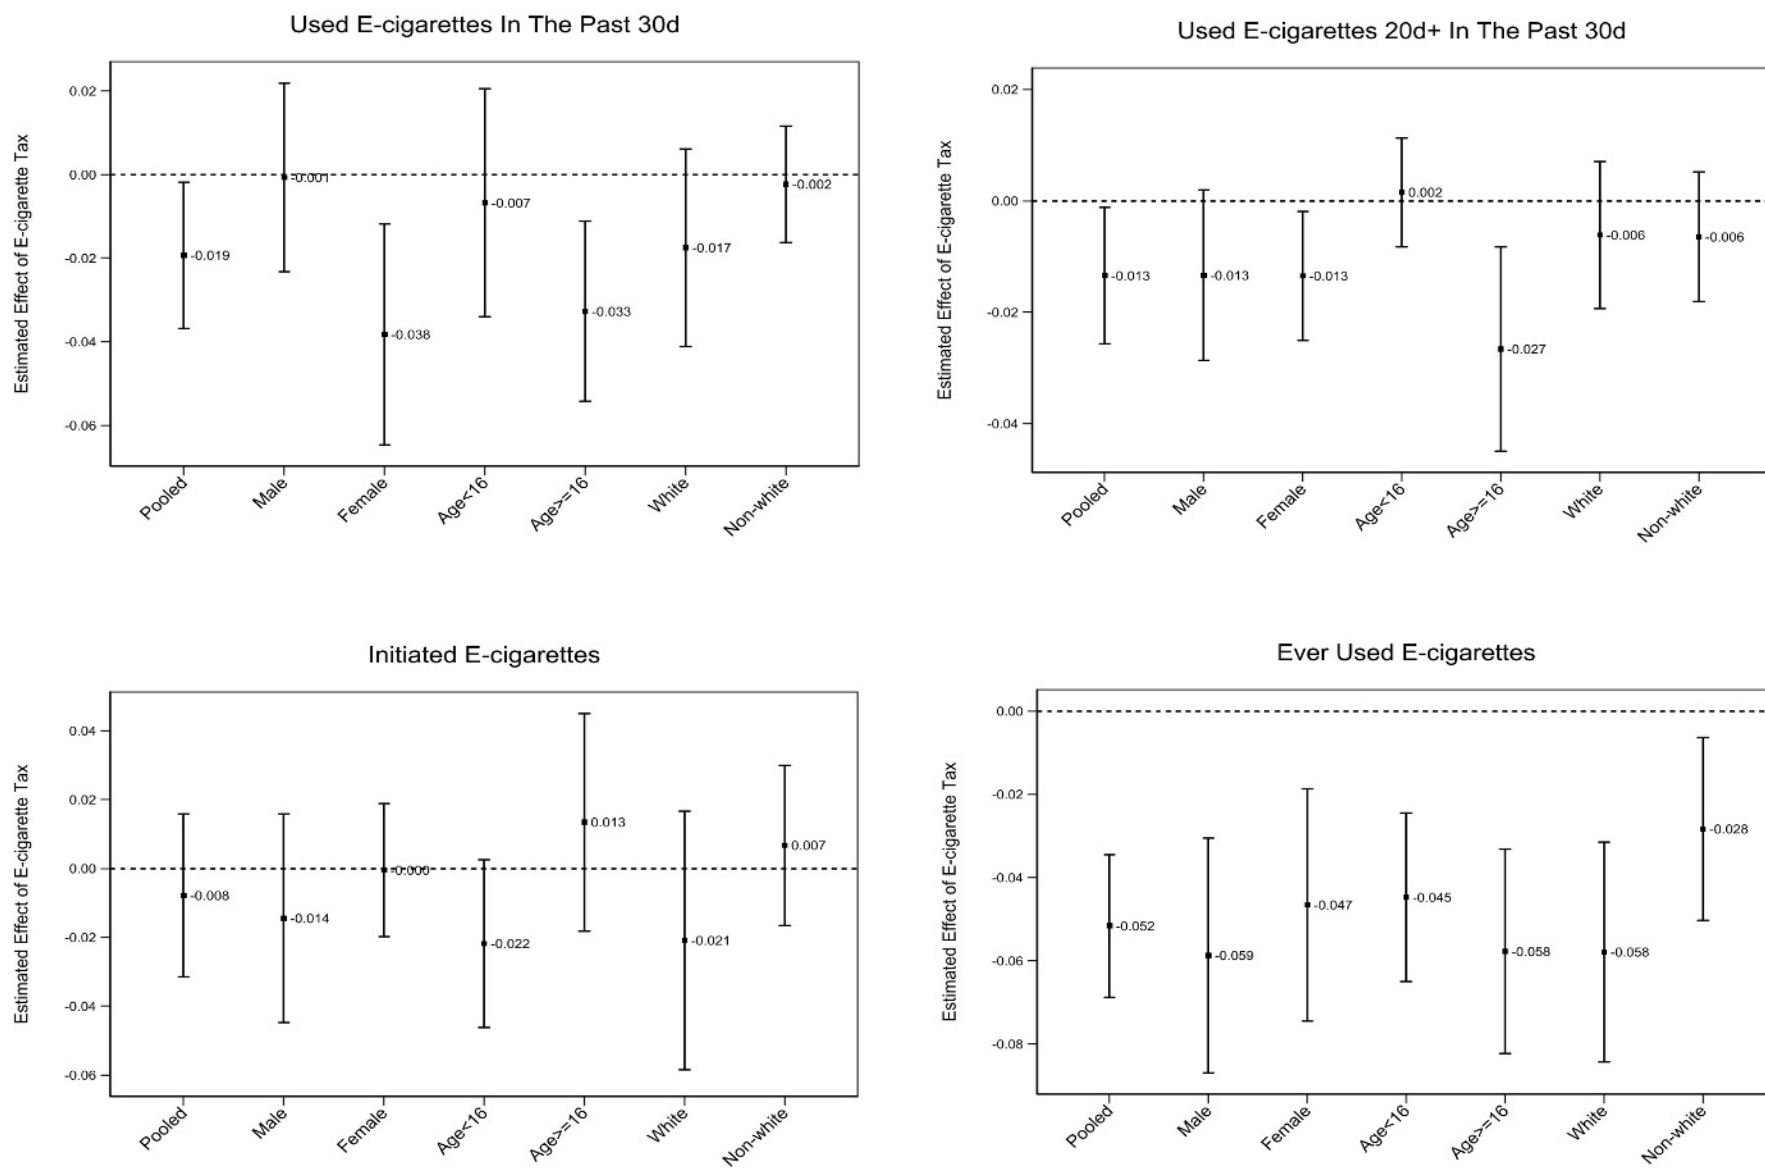 Used E-cigarettes In The Past 30d
Estimated Effect of E-cigarette Tax
0.02
0.00
-0.02
-0.04
-0.06
-0.019
-0.001
-0.038
-0.007
-0.033
-0.017
-0.002
Pooled
Male
Female
Age<16
Age>=16
White
Non-white
Used E-cigarettes 20d+ In The Past 30d
Estimated Effect of E-cigarette Tax
0.02
0.00
-0.02
-0.04
-0.013
-0.013
-0.013
0.002
-0.027
-0.006
-0.006
Pooled
Male
Female
Age<16
Age>=16
White
Non-white
Initiated E-cigarettes
Estimated Effect of E-cigarette Tax
0.04
0.02
0.00
-0.02
-0.04
-0.06
-0.008
-0.014
-0.000
-0.022
0.013
-0.021
0.007
Pooled
Male
Female
Age<16
Age>=16
White
Non-white
Ever Used E-cigarettes
Estimated Effect of E-cigarette Tax
0.00
-0.02
-0.04
-0.06
-0.08
-0.052
-0.059
-0.047
-0.045
-0.058
-0.058
-0.028
Pooled
Male
Female
Age<16
Age>=16
White
Non-white